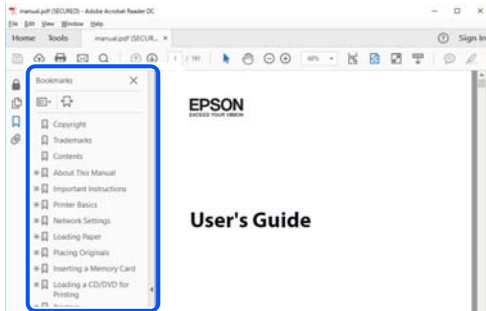 manual.pdf (SECURED) - Adobe Acrobat Reader DC
File Edit View Window Help
Home Tools manual.pdf (SECUR... × Sign In
Bookmarks ×
Copyright
Trademarks
Contents
About This Manual
Important Instructions
Printer Basics
Network Settings
Loading Paper
Placing Originals
Inserting a Memory Card
Loading a CD/DVD for
Printing
EPSON
EXCEED YOUR VISION
User's Guide